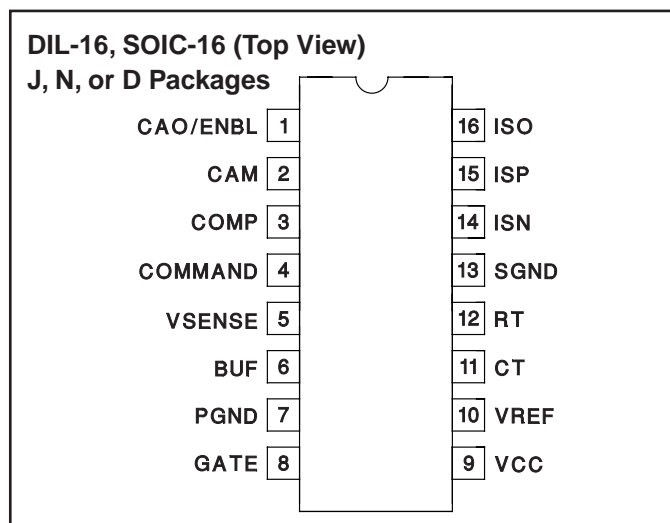 DIL-16, SOIC-16 (Top View)
J, N, or D Packages
CAO/ENBL 1 16 ISO
CAM 2 15 ISP
COMP 3 14 ISN
COMMAND 4 13 SGND
VSENSE 5 12 RT
BUF 6 11 CT
PGND 7 10 VREF
GATE 8 9 VCC